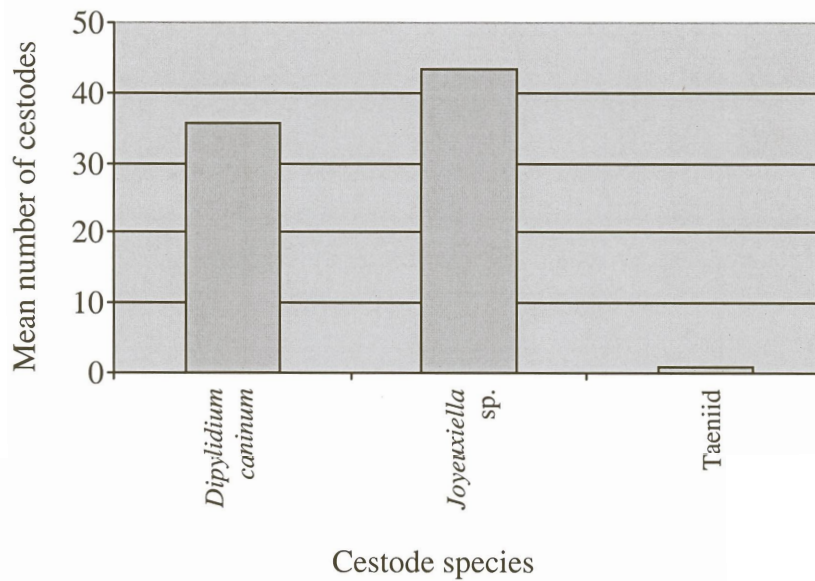 Mean number of cestodes
50
40
30
20
10
0
Dipylidium
caninum
Joyeuxiella
sp.
Taeniid
Cestode species